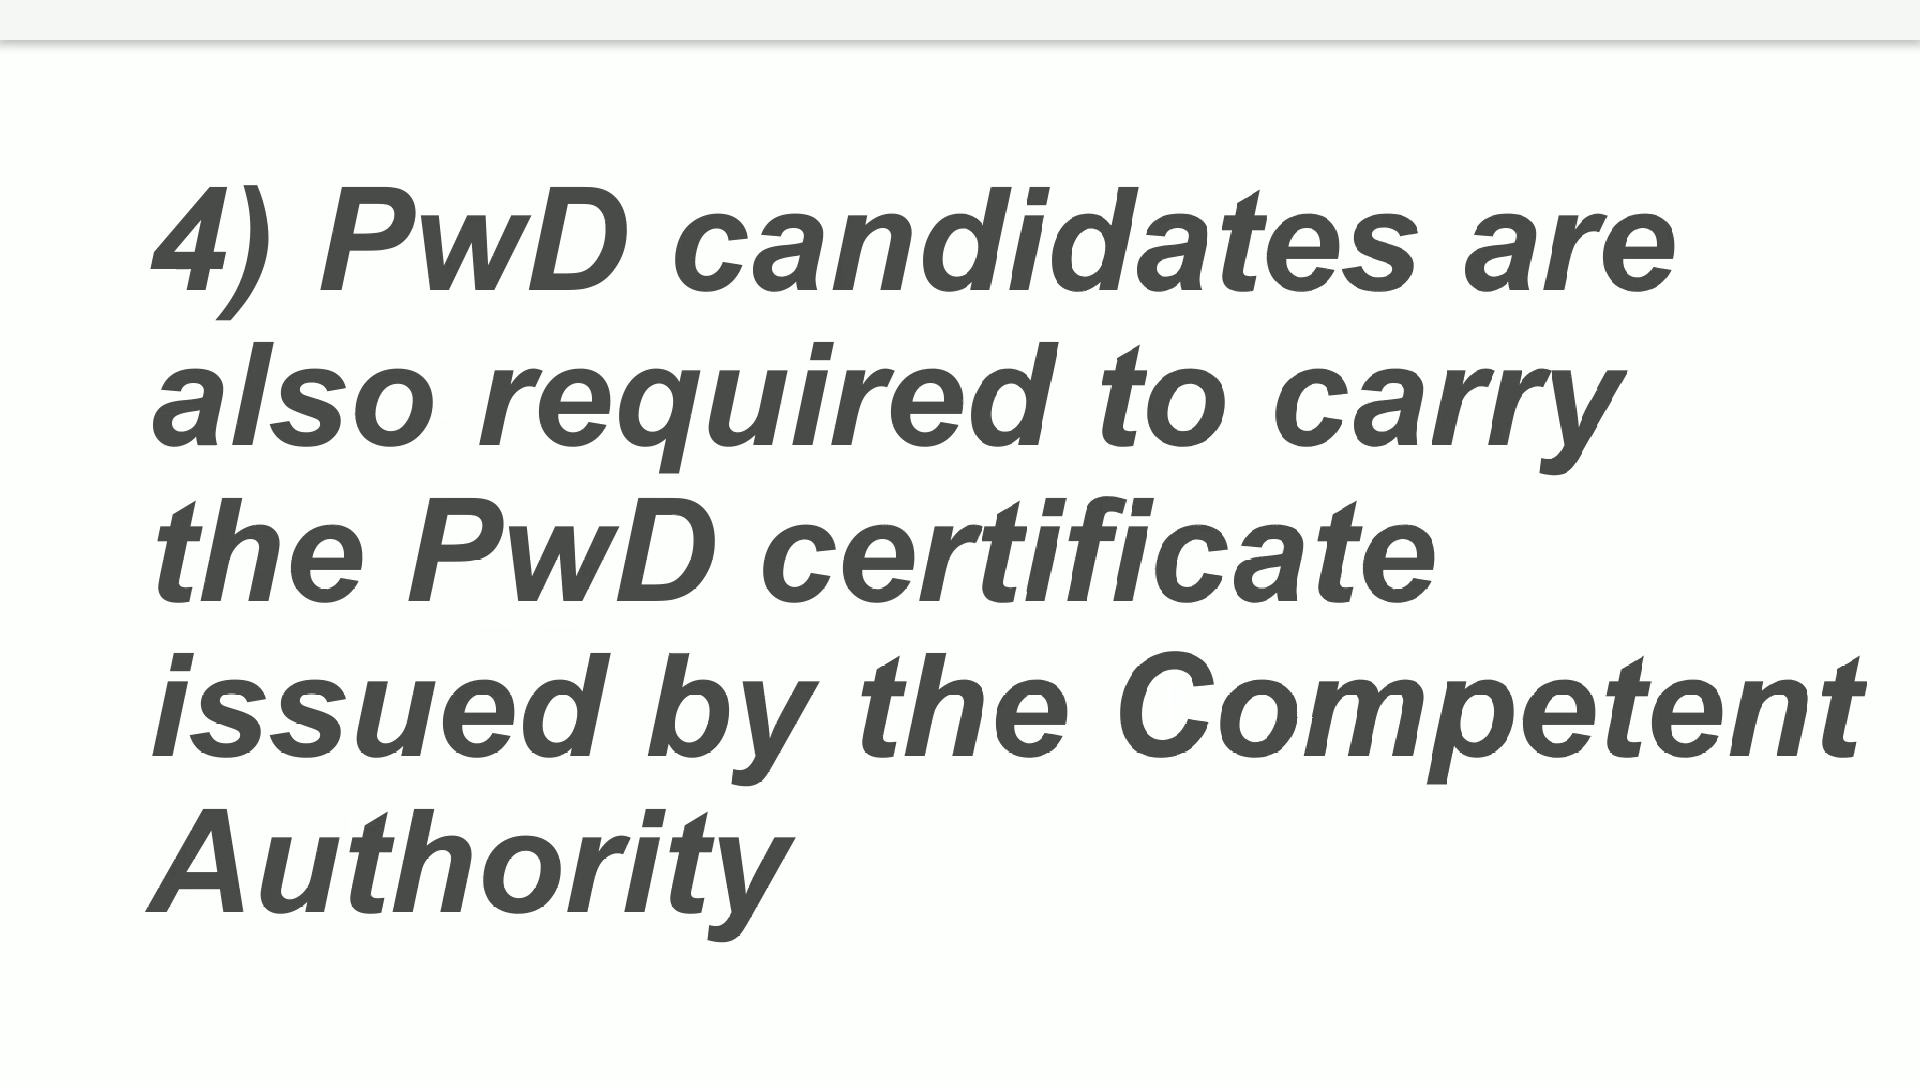 4) PwD candidates are
also required to carry
the PwD certificate
issued by the Competent
Authority